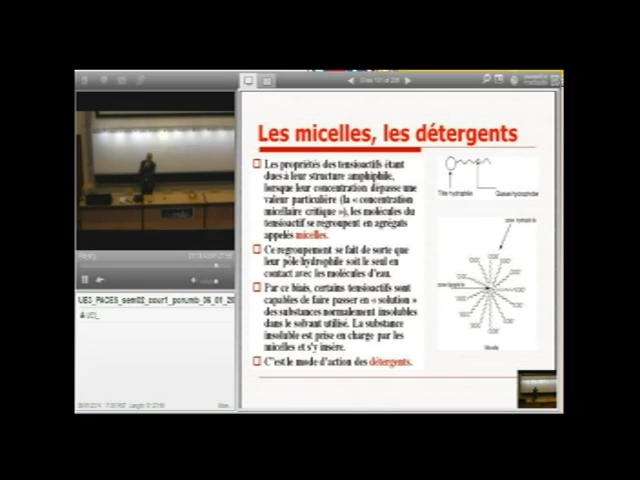 Les micelles, les détergents
Les propriétés des tensioactifs étant
dues à leur structure amphiphile,
lorsque leur concentration dépasse une
valeur particulière (la « concentration
micellaire critique »), les molécules du
tensioactif se regroupent en agrégats
appelés micelles.
Ce regroupement se fait de sorte que
leur pôle hydrophile soit le seul en
contact avec les molécules d'eau.
Par ce biais, certains tensioactifs sont
capables de faire passer en « solution »
des substances normalement insolubles
dans le solvant utilisé. La substance
insoluble est prise en charge par les
micelles et s'y insère.
C'est le mode d'action des détergents.
Tête hydrophile
Queue hydrophobe
zone hydrophile
Micelle
UE3_PACES_sem02_cour1_porumb_06_01_20
UE3_